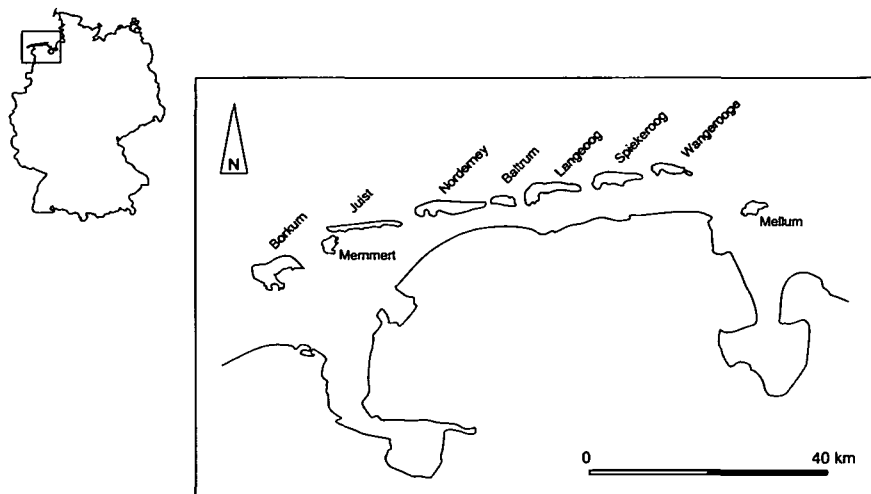 N
Borkum
Juist
Memmert
Norderney
Baltrum
Langeoog
Spiekeroog
Wangerooge
Mellum
0 40 km